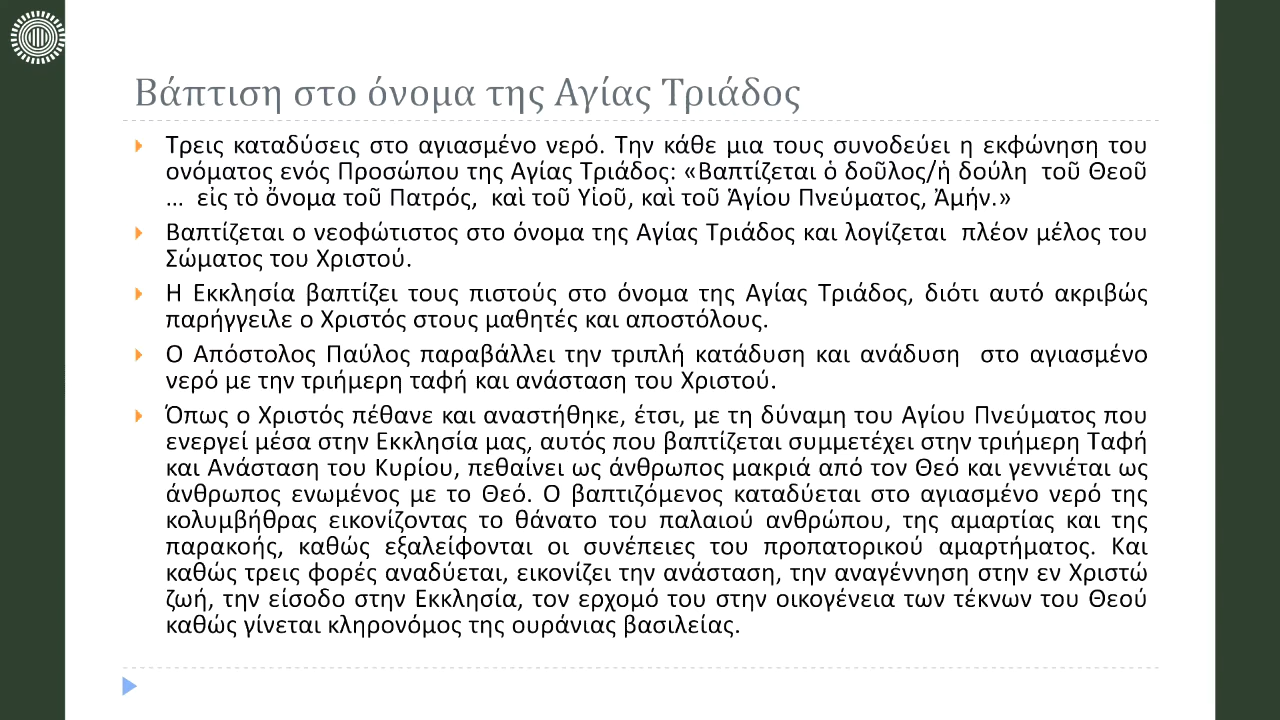 Βάπτιση στο όνομα της Αγίας Τριάδος
Τρεις καταδύσεις στο αγιασμένο νερό. Την κάθε μια τους συνοδεύει η εκφώνηση του
ονόματος ενός Προσώπου της Αγίας Τριάδος: «Βαπτίζεται ὁ δοῦλος/ἡ δούλη τοῦ Θεοῦ
... εἰς τὸ ὄνομα τοῦ Πατρός, καὶ τοῦ Υἱοῦ, καὶ τοῦ Ἁγίου Πνεύματος, Ἀμήν.»
Βαπτίζεται ο νεοφώτιστος στο όνομα της Αγίας Τριάδος και λογίζεται πλέον μέλος του
Σώματος του Χριστού.
Η Εκκλησία βαπτίζει τους πιστούς στο όνομα της Αγίας Τριάδος, διότι αυτό ακριβώς
παρήγγειλε ο Χριστός στους μαθητές και αποστόλους.
Ο Απόστολος Παύλος παραβάλλει την τριπλή κατάδυση και ανάδυση στο αγιασμένο
νερό με την τριήμερη ταφή και ανάσταση του Χριστού.
Όπως ο Χριστός πέθανε και αναστήθηκε, έτσι, με τη δύναμη του Αγίου Πνεύματος που
ενεργεί μέσα στην Εκκλησία μας, αυτός που βαπτίζεται συμμετέχει στην τριήμερη Ταφή
και Ανάσταση του Κυρίου, πεθαίνει ως άνθρωπος μακριά από τον Θεό και γεννιέται ως
άνθρωπος ενωμένος με το Θεό. Ο βαπτιζόμενος καταδύεται στο αγιασμένο νερό της
κολυμβήθρας εικονίζοντας το θάνατο του παλαιού ανθρώπου, της αμαρτίας και της
παρακοής, καθώς εξαλείφονται οι συνέπειες του προπατορικού αμαρτήματος. Και
καθώς τρεις φορές αναδύεται, εικονίζει την ανάσταση, την αναγέννηση στην εν Χριστώ
ζωή, την είσοδο στην Εκκλησία, τον ερχομό του στην οικογένεια των τέκνων του Θεού
καθώς γίνεται κληρονόμος της ουράνιας βασιλείας.